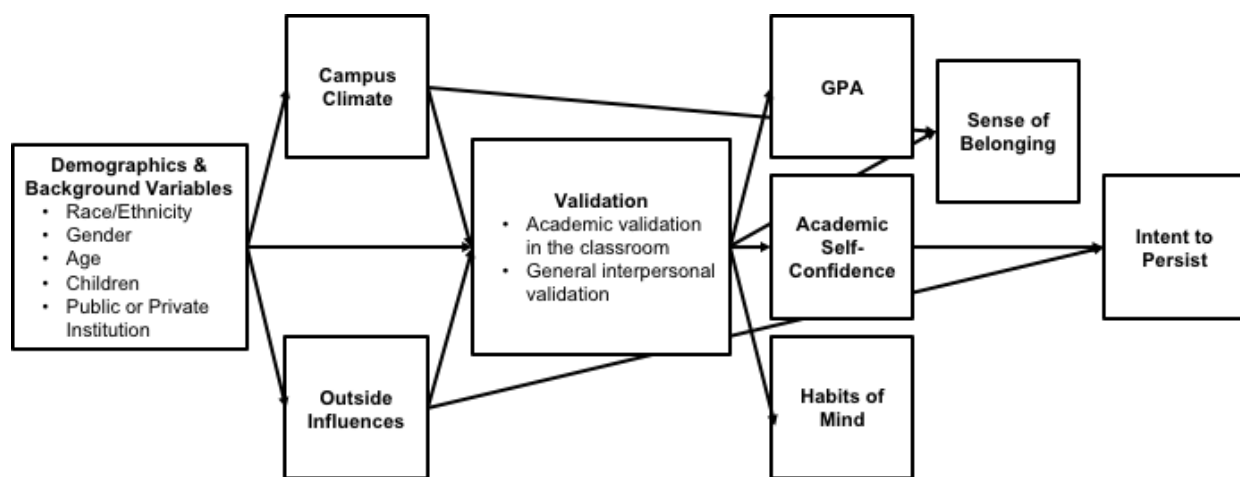 Demographics &
Background Variables
• Race/Ethnicity
• Gender
• Age
• Children
• Public or Private
Institution
Campus
Climate
Outside
Influences
Validation
• Academic validation
in the classroom
• General interpersonal
validation
GPA
Academic
Self-
Confidence
Habits of
Mind
Sense of
Belonging
Intent to
Persist